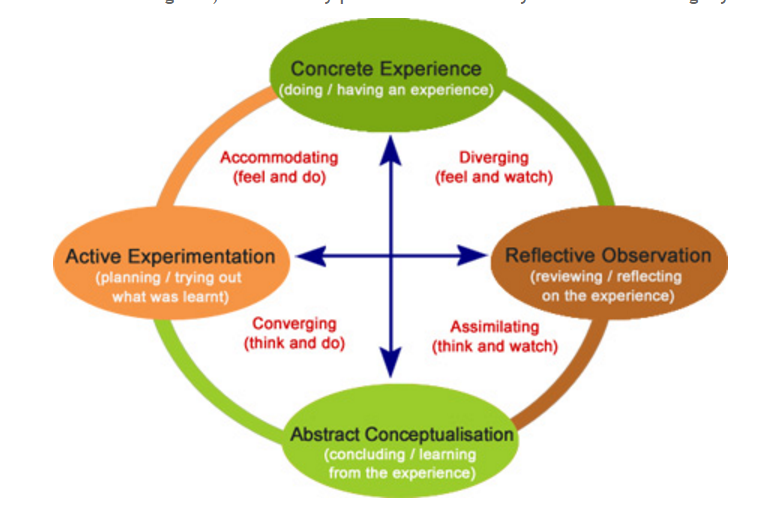 Concrete Experience
(doing / having an experience)
Accommodating
(feel and do)
Diverging
(feel and watch)
Active Experimentation
(planning / trying out
what was learnt)
Reflective Observation
(reviewing / reflecting
on the experience)
Converging
(think and do)
Assimilating
(think and watch)
Abstract Conceptualisation
(concluding / learning
from the experience)